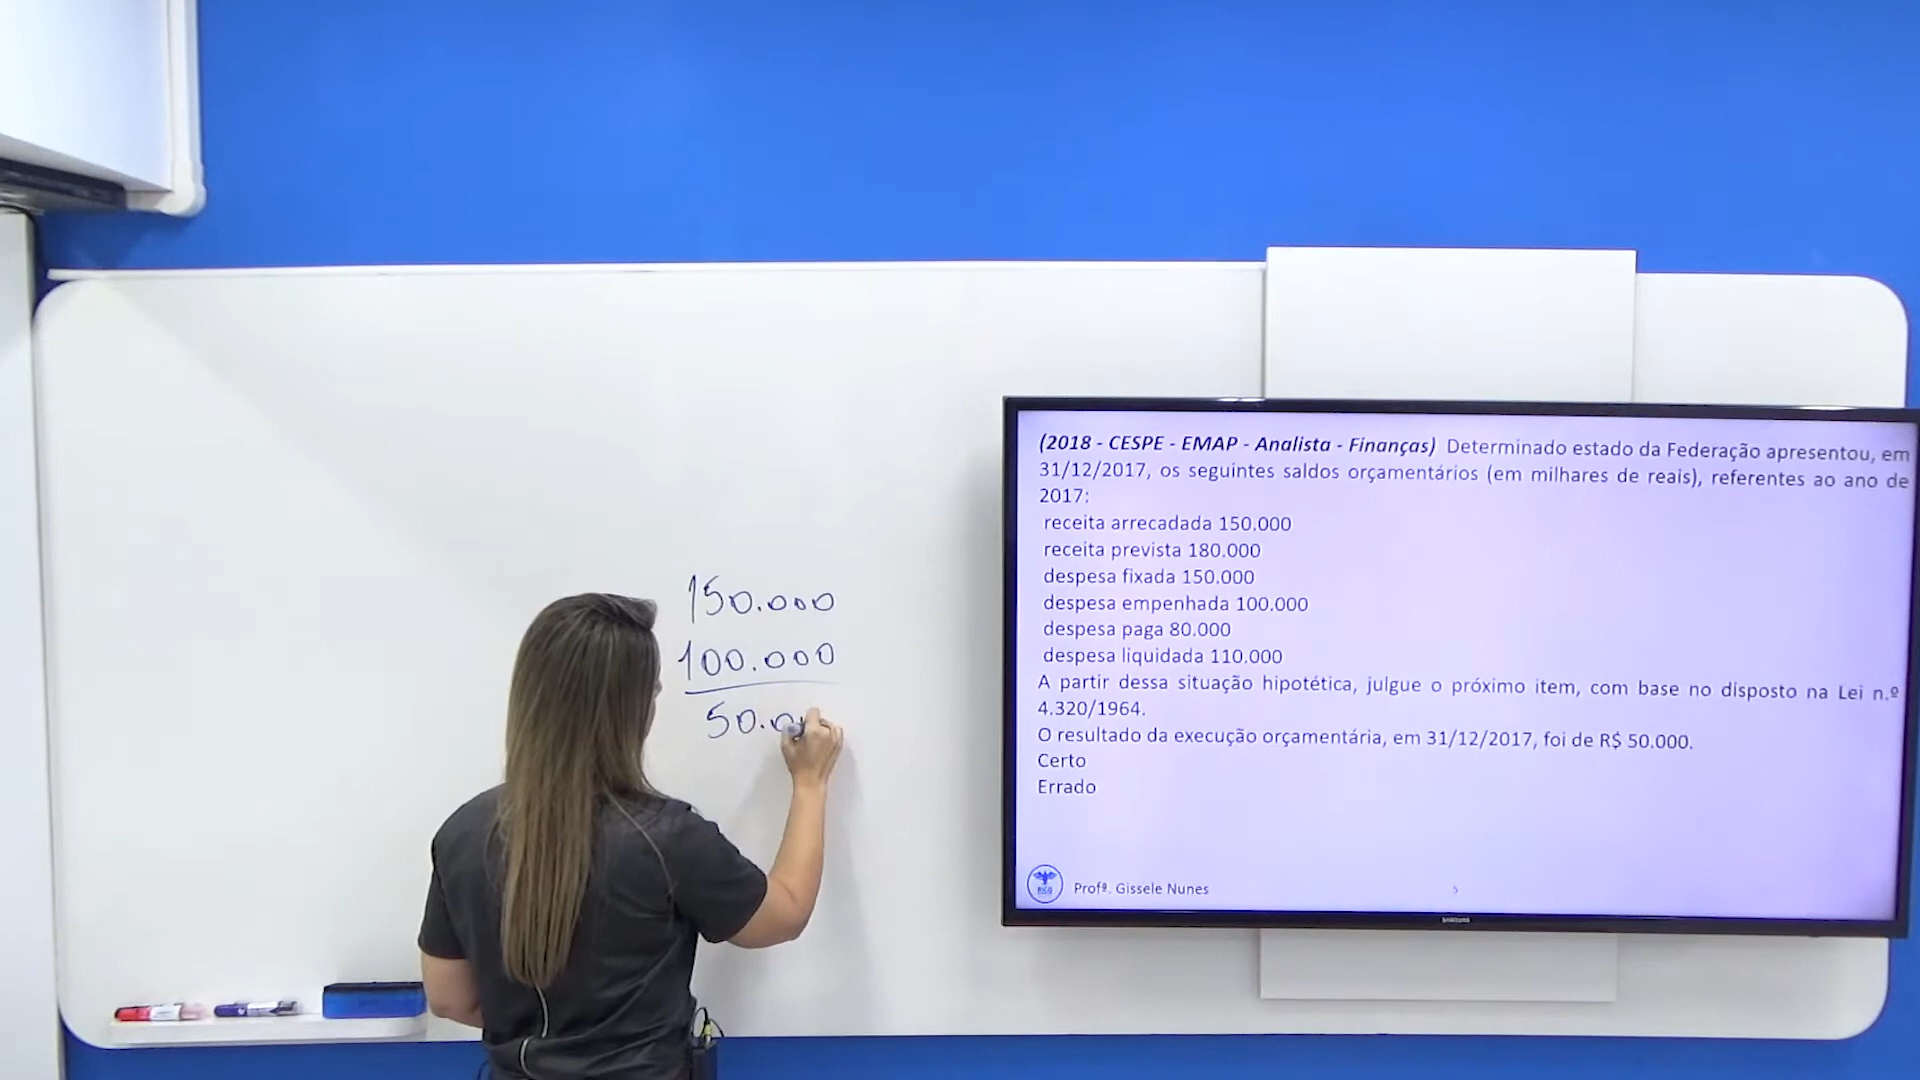 150.000
100.000
50.0
(2018 - CESPE - EMAP - Analista - Finanças) Determinado estado da Federação apresentou, em
31/12/2017, os seguintes saldos orçamentários (em milhares de reais), referentes ao ano de
2017:
receita arrecadada 150.000
receita prevista 180.000
despesa fixada 150.000
despesa empenhada 100.000
despesa paga 80.000
despesa liquidada 110.000
A partir dessa situação hipotética, julgue o próximo item, com base no disposto na Lei n.º
4.320/1964.
O resultado da execução orçamentária, em 31/12/2017, foi de R$ 50.000.
Certo
Errado
Profª. Gissele Nunes
5
SAMSUNG